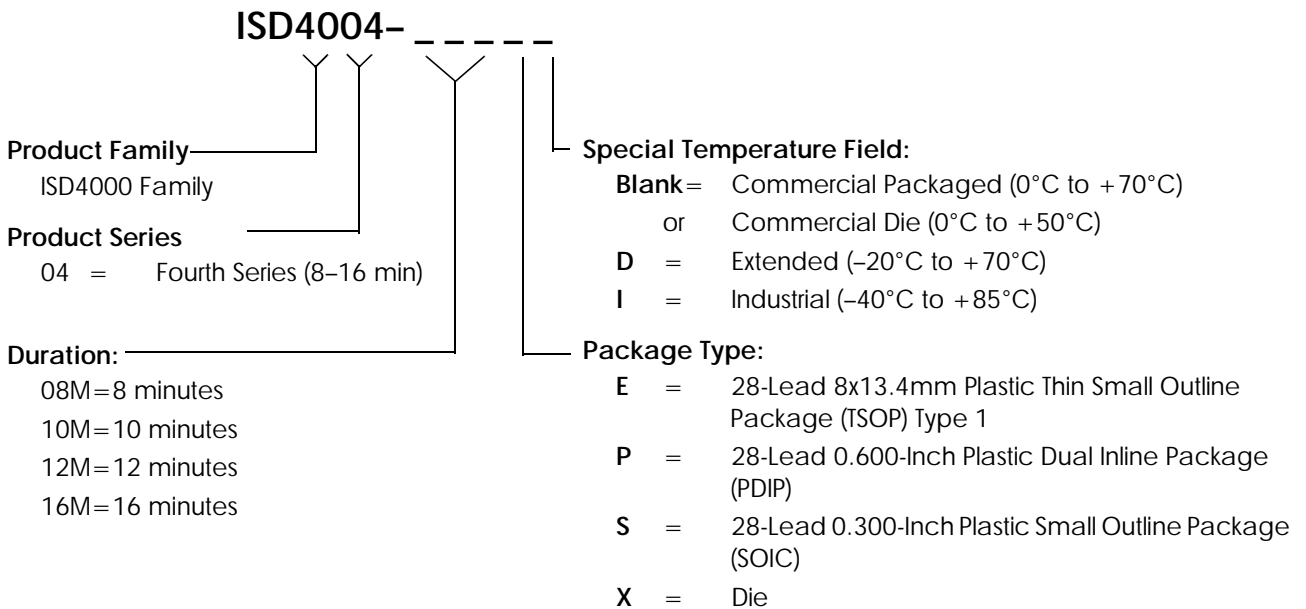 ISD4004– _ _ _ _ _
Product Family
ISD4000 Family
Product Series
04 = Fourth Series (8–16 min)
Duration:
08M=8 minutes
10M=10 minutes
12M=12 minutes
16M=16 minutes
Special Temperature Field:
Blank= Commercial Packaged (0°C to +70°C)
or Commercial Die (0°C to +50°C)
D = Extended (–20°C to +70°C)
I = Industrial (–40°C to +85°C)
Package Type:
E = 28-Lead 8x13.4mm Plastic Thin Small Outline
Package (TSOP) Type 1
P = 28-Lead 0.600-Inch Plastic Dual Inline Package
(PDIP)
S = 28-Lead 0.300-Inch Plastic Small Outline Package
(SOIC)
X = Die